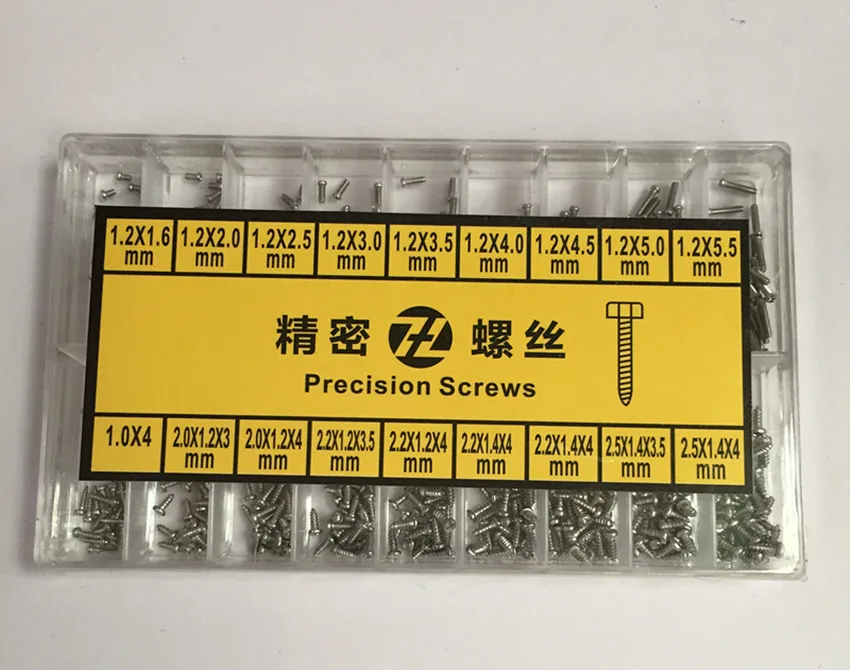 1.2X1.6 mm
1.2X2.0 mm
1.2X2.5 mm
1.2X3.0 mm
1.2X3.5 mm
1.2X4.0 mm
1.2X4.5 mm
1.2X5.0 mm
1.2X5.5 mm
精密 螺丝
Precision Screws
1.0X4
2.0X1.2X3 mm
2.0X1.2X4 mm
2.2X1.2X3.5 mm
2.2X1.2X4 mm
2.2X1.4X4 mm
2.2X1.4X4 mm
2.5X1.4X3.5 mm
2.5X1.4X4 mm